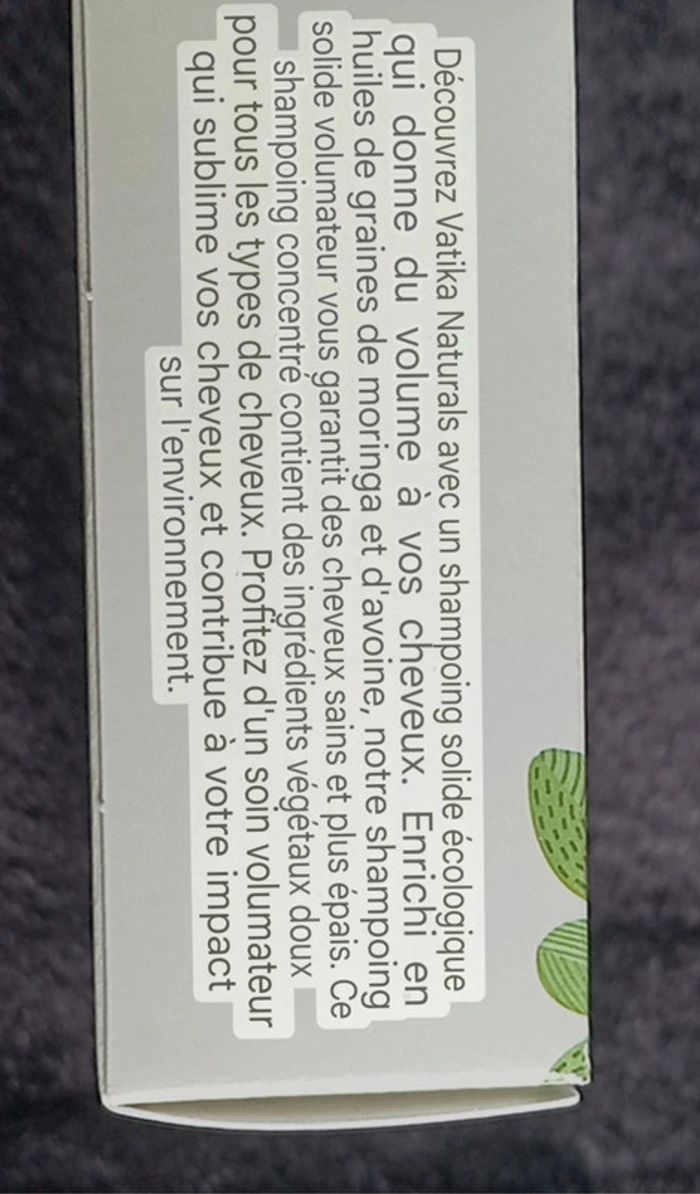 Découvrez Vatika Naturals avec un shampoing solide écologique
qui donne du volume à vos cheveux. Enrichi en
huiles de graines de moringa et d'avoine, notre shampoing
solide volumateur vous garantit des cheveux sains et plus épais. Ce
shampoing concentré contient des ingrédients végétaux doux
pour tous les types de cheveux. Profitez d'un soin volumateur
qui sublime vos cheveux et contribue à votre impact
sur l'environnement.